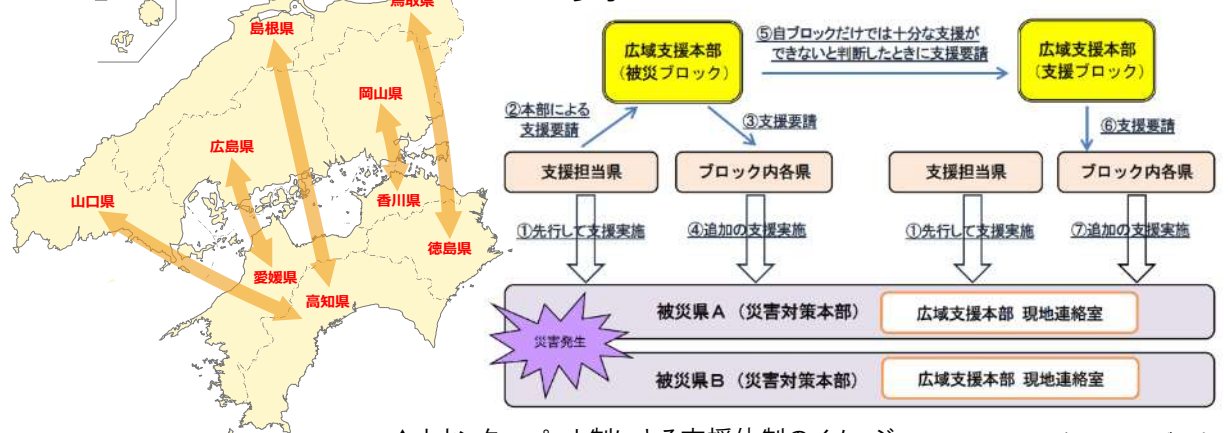 鳥取県
島根県
岡山県
広島県
山口県
香川県
徳島県
愛媛県
高知県
広域支援本部
(被災ブロック)
⑤自ブロックだけでは十分な支援が
できないと判断したときに支援要請
広域支援本部
(支援ブロック)
②本部による
支援要請
③支援要請
⑥支援要請
支援担当県
ブロック内各県
支援担当県
ブロック内各県
①先行して支援実施
④追加の支援実施
①先行して支援実施
⑦追加の支援実施
災害発生
被災県A(災害対策本部)
広域支援本部 現地連絡室
被災県B(災害対策本部)
広域支援本部 現地連絡室